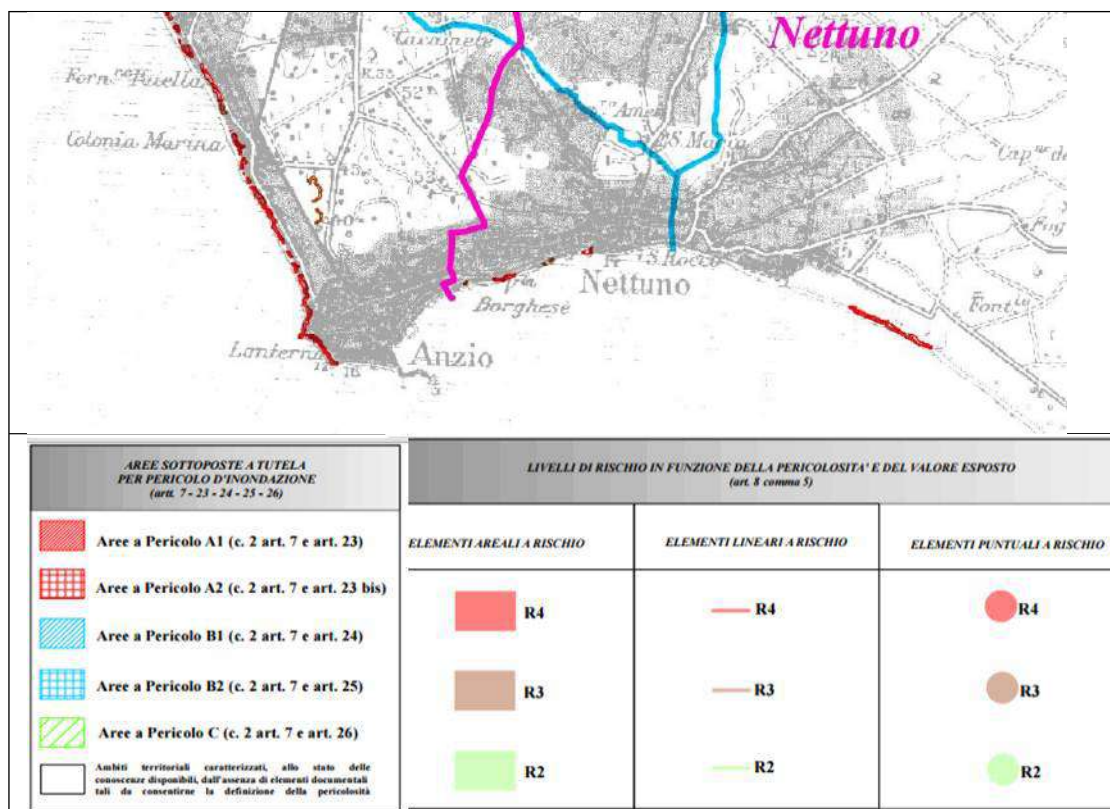 Nettuno
Colonia Marina
S. Maria
S. Rocco
Nettuno
Borghese
Anzio
Lanterna
16
AREE SOTTOPOSTE A TUTELA
PER PERICOLO D'INONDAZIONE
(artt. 7 - 23 - 24 - 25 - 26)
Aree a Pericolo A1 (c. 2 art. 7 e art. 23)
Aree a Pericolo A2 (c. 2 art. 7 e art. 23 bis)
Aree a Pericolo B1 (c. 2 art. 7 e art. 24)
Aree a Pericolo B2 (c. 2 art. 7 e art. 25)
Aree a Pericolo C (c. 2 art. 7 e art. 26)
Ambiti territoriali caratterizzati, allo stato delle
conoscenze disponibili, dall'assenza di elementi documentali
tali da consentirne la definizione della pericolosità
LIVELLI DI RISCHIO IN FUNZIONE DELLA PERICOLOSITA' E DEL VALORE ESPOSTO
(art. 8 comma 5)
ELEMENTI AREALI A RISCHIO
R4
R3
R2
ELEMENTI LINEARI A RISCHIO
R4
R3
R2
ELEMENTI PUNTUALI A RISCHIO
R4
R3
R2